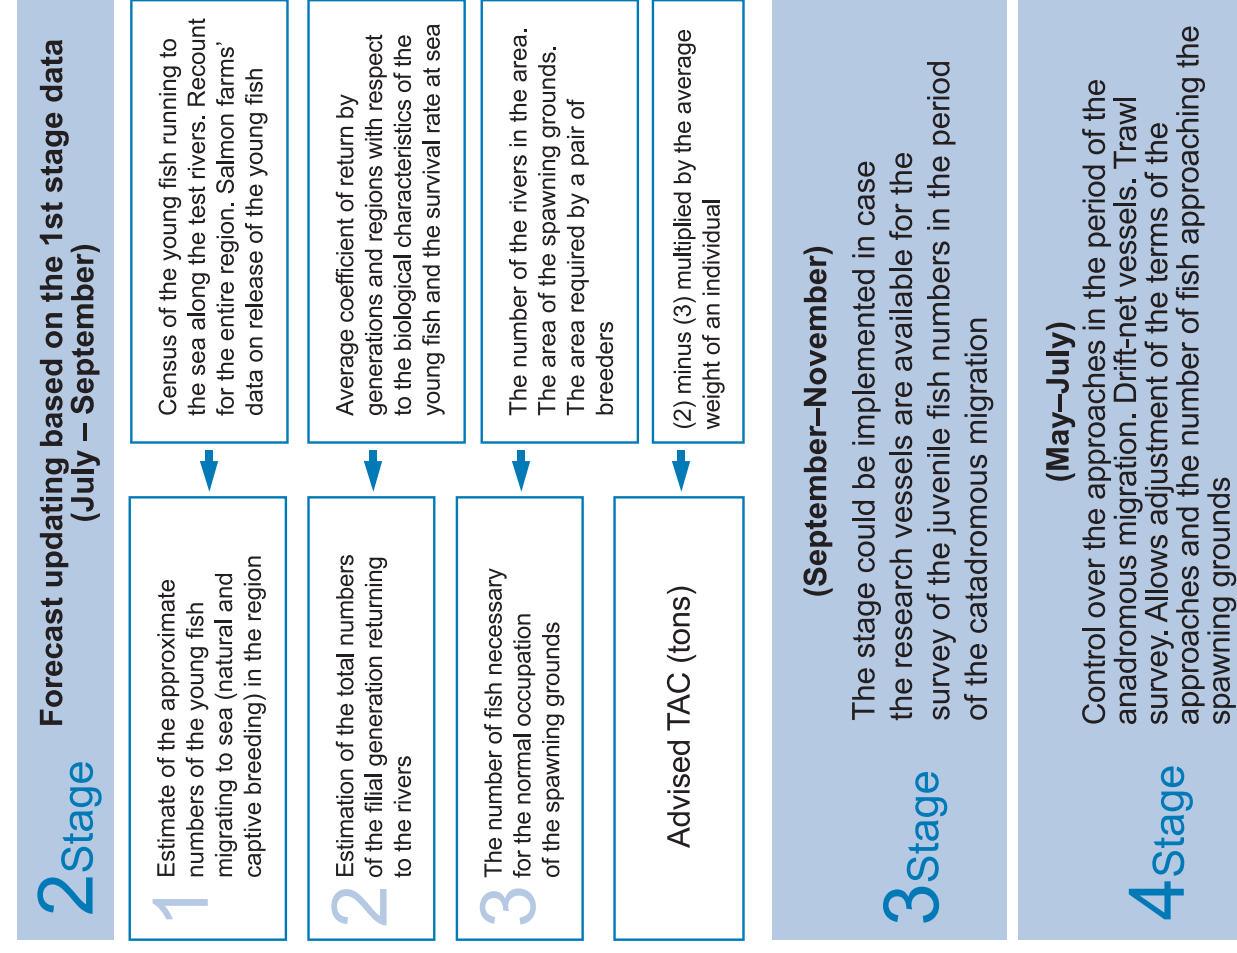 2 Stage
Forecast updating based on the 1st stage data
(July – September)
1
Estimate of the approximate
numbers of the young fish
migrating to sea (natural and
captive breeding) in the region
Census of the young fish running to
the sea along the test rivers. Recount
for the entire region. Salmon farms’
data on release of the young fish
2
Estimation of the total numbers
of the filial generation returning
to the rivers
Average coefficient of return by
generations and regions with respect
to the biological characteristics of the
young fish and the survival rate at sea
3
The number of fish necessary
for the normal occupation
of the spawning grounds
The number of the rivers in the area.
The area of the spawning grounds.
The area required by a pair of
breeders
Advised TAC (tons)
(2) minus (3) multiplied by the average
weight of an individual
3 Stage
(September–November)
The stage could be implemented in case
the research vessels are available for the
survey of the juvenile fish numbers in the period
of the catadromous migration
4 Stage
(May–July)
Control over the approaches in the period of the
anadromous migration. Drift-net vessels. Trawl
survey. Allows adjustment of the terms of the
approaches and the number of fish approaching the
spawning grounds